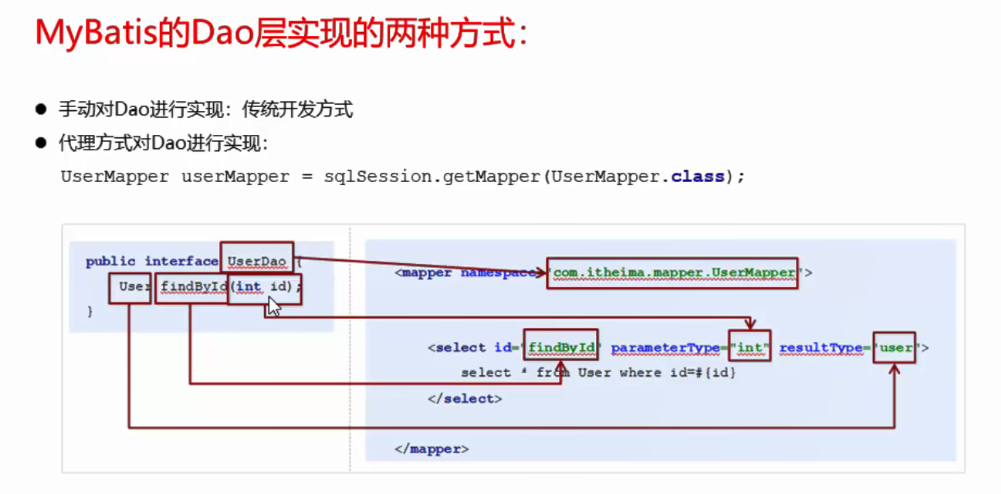 MyBatis的Dao层实现的两种方式：
● 手动对Dao进行实现：传统开发方式
● 代理方式对Dao进行实现：
UserMapper userMapper = sqlSession.getMapper(UserMapper.class);
public interface UserDao {
User findById(int id);
}
<mapper namespace="com.itheima.mapper.UserMapper">
<select id="findById" parameterType="int" resultType="user">
select * from User where id=#{id}
</select>
</mapper>